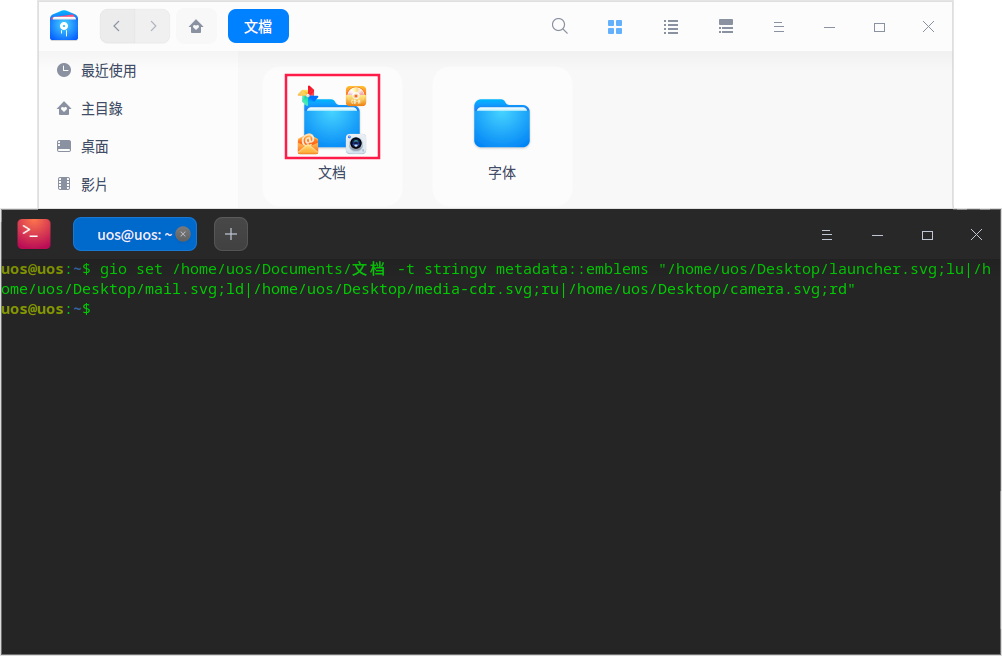 文檔
最近使用
主目錄
桌面
影片
文档
字体
uos@uos: ~
uos@uos:~$ gio set /home/uos/Documents/文档 -t stringv metadata::emblems "/home/uos/Desktop/launcher.svg;lu|/h
ome/uos/Desktop/mail.svg;ld|/home/uos/Desktop/media-cdr.svg;ru|/home/uos/Desktop/camera.svg;rd"
uos@uos:~$